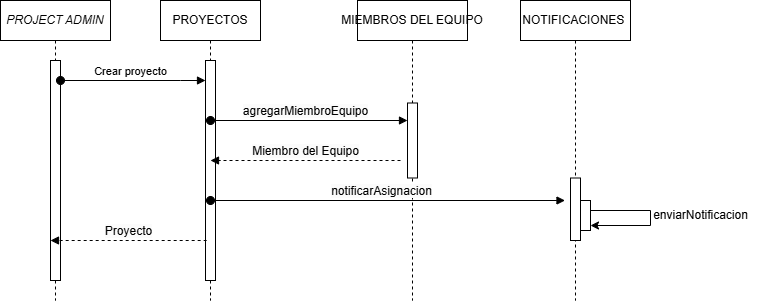 PROJECT ADMIN
PROYECTOS
MIEMBROS DEL EQUIPO
NOTIFICACIONES
Crear proyecto
agregarMiembroEquipo
Miembro del Equipo
notificarAsignacion
enviarNotificacion
Proyecto